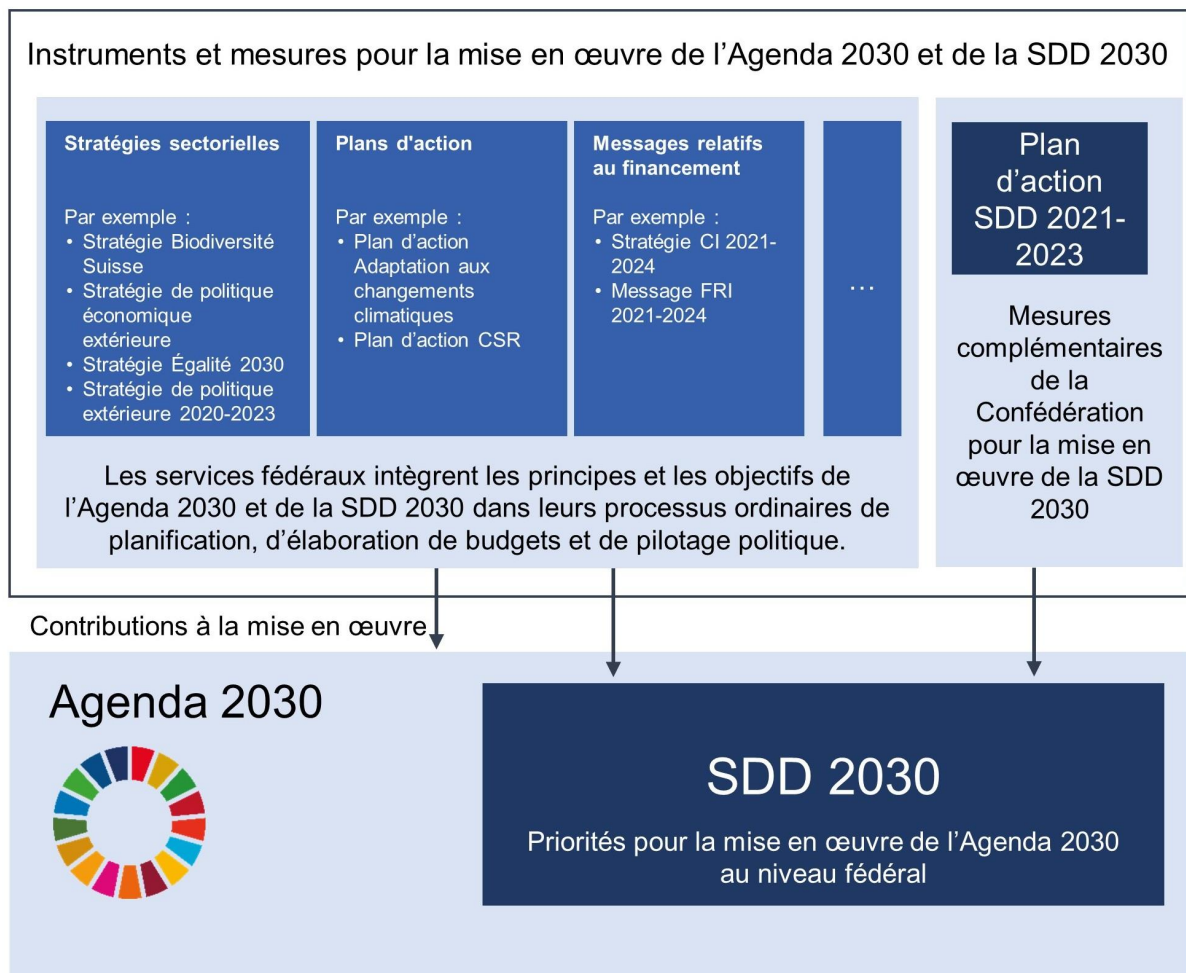 Instruments et mesures pour la mise en œuvre de l’Agenda 2030 et de la SDD 2030
Stratégies sectorielles
Par exemple :
• Stratégie Biodiversité
Suisse
• Stratégie de politique
économique
extérieure
• Stratégie Égalité 2030
• Stratégie de politique
extérieure 2020-2023
Plans d'action
Par exemple :
• Plan d’action
Adaptation aux
changements
climatiques
• Plan d’action CSR
Messages relatifs
au financement
Par exemple :
• Stratégie CI 2021-
2024
• Message FRI
2021-2024
…
Les services fédéraux intègrent les principes et les objectifs de
l’Agenda 2030 et de la SDD 2030 dans leurs processus ordinaires de
planification, d’élaboration de budgets et de pilotage politique.
Plan
d’action
SDD 2021-
2023
Mesures
complémentaires
de la
Confédération
pour la mise en
œuvre de la SDD
2030
Contributions à la mise en œuvre
Agenda 2030
SDD 2030
Priorités pour la mise en œuvre de l’Agenda 2030
au niveau fédéral